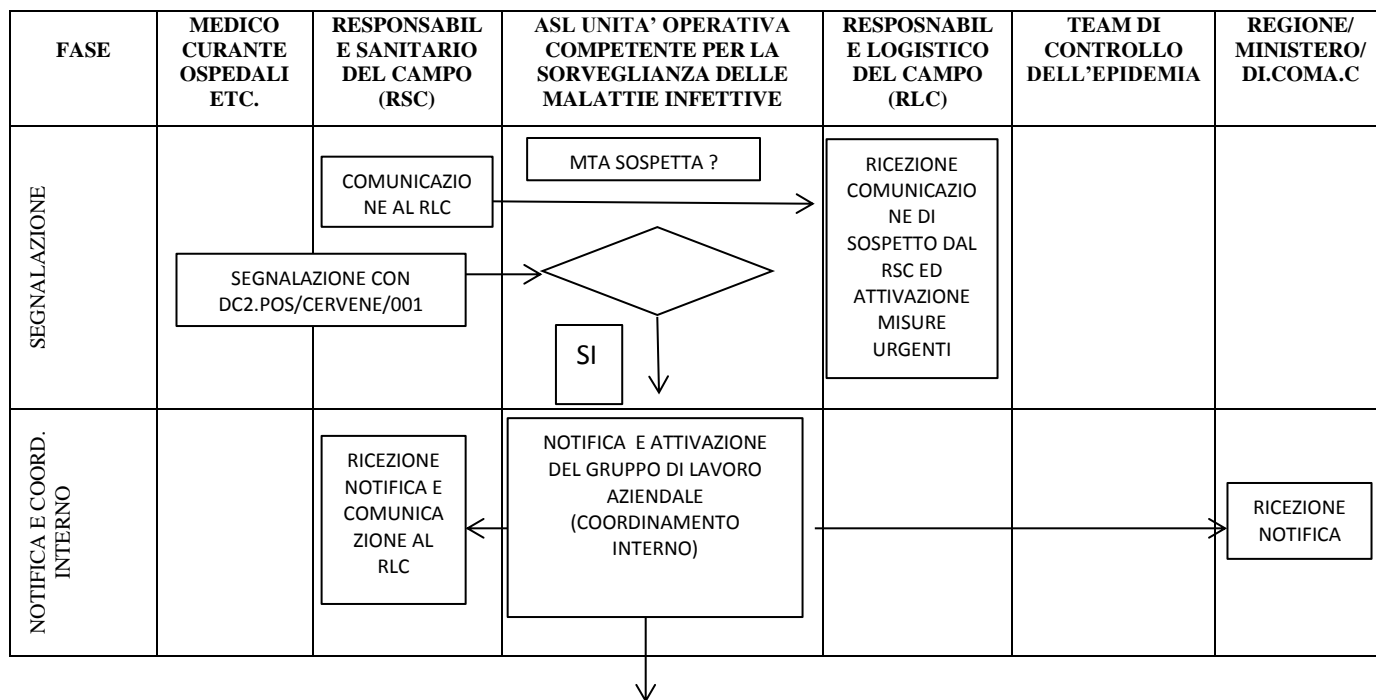 FASE
MEDICO
CURANTE
OSPEDALI
ETC.
RESPONSABIL
E SANITARIO
DEL CAMPO
(RSC)
ASL UNITA’ OPERATIVA
COMPETENTE PER LA
SORVEGLIANZA DELLE
MALATTIE INFETTIVE
RESPOSNABIL
E LOGISTICO
DEL CAMPO
(RLC)
TEAM DI
CONTROLLO
DELL’EPIDEMIA
REGIONE/
MINISTERO/
DI.COMA.C
SEGNALAZIONE
COMUNICAZIO
NE AL RLC
MTA SOSPETTA ?
RICEZIONE
COMUNICAZIO
NE DI
SOSPETTO DAL
RSC ED
ATTIVAZIONE
MISURE
URGENTI
SEGNALAZIONE CON
DC2.POS/CERVENE/001
SI
NOTIFICA E COORD.
INTERNO
RICEZIONE
NOTIFICA E
COMUNICA
ZIONE AL
RLC
NOTIFICA E ATTIVAZIONE
DEL GRUPPO DI LAVORO
AZIENDALE
(COORDINAMENTO
INTERNO)
RICEZIONE
NOTIFICA